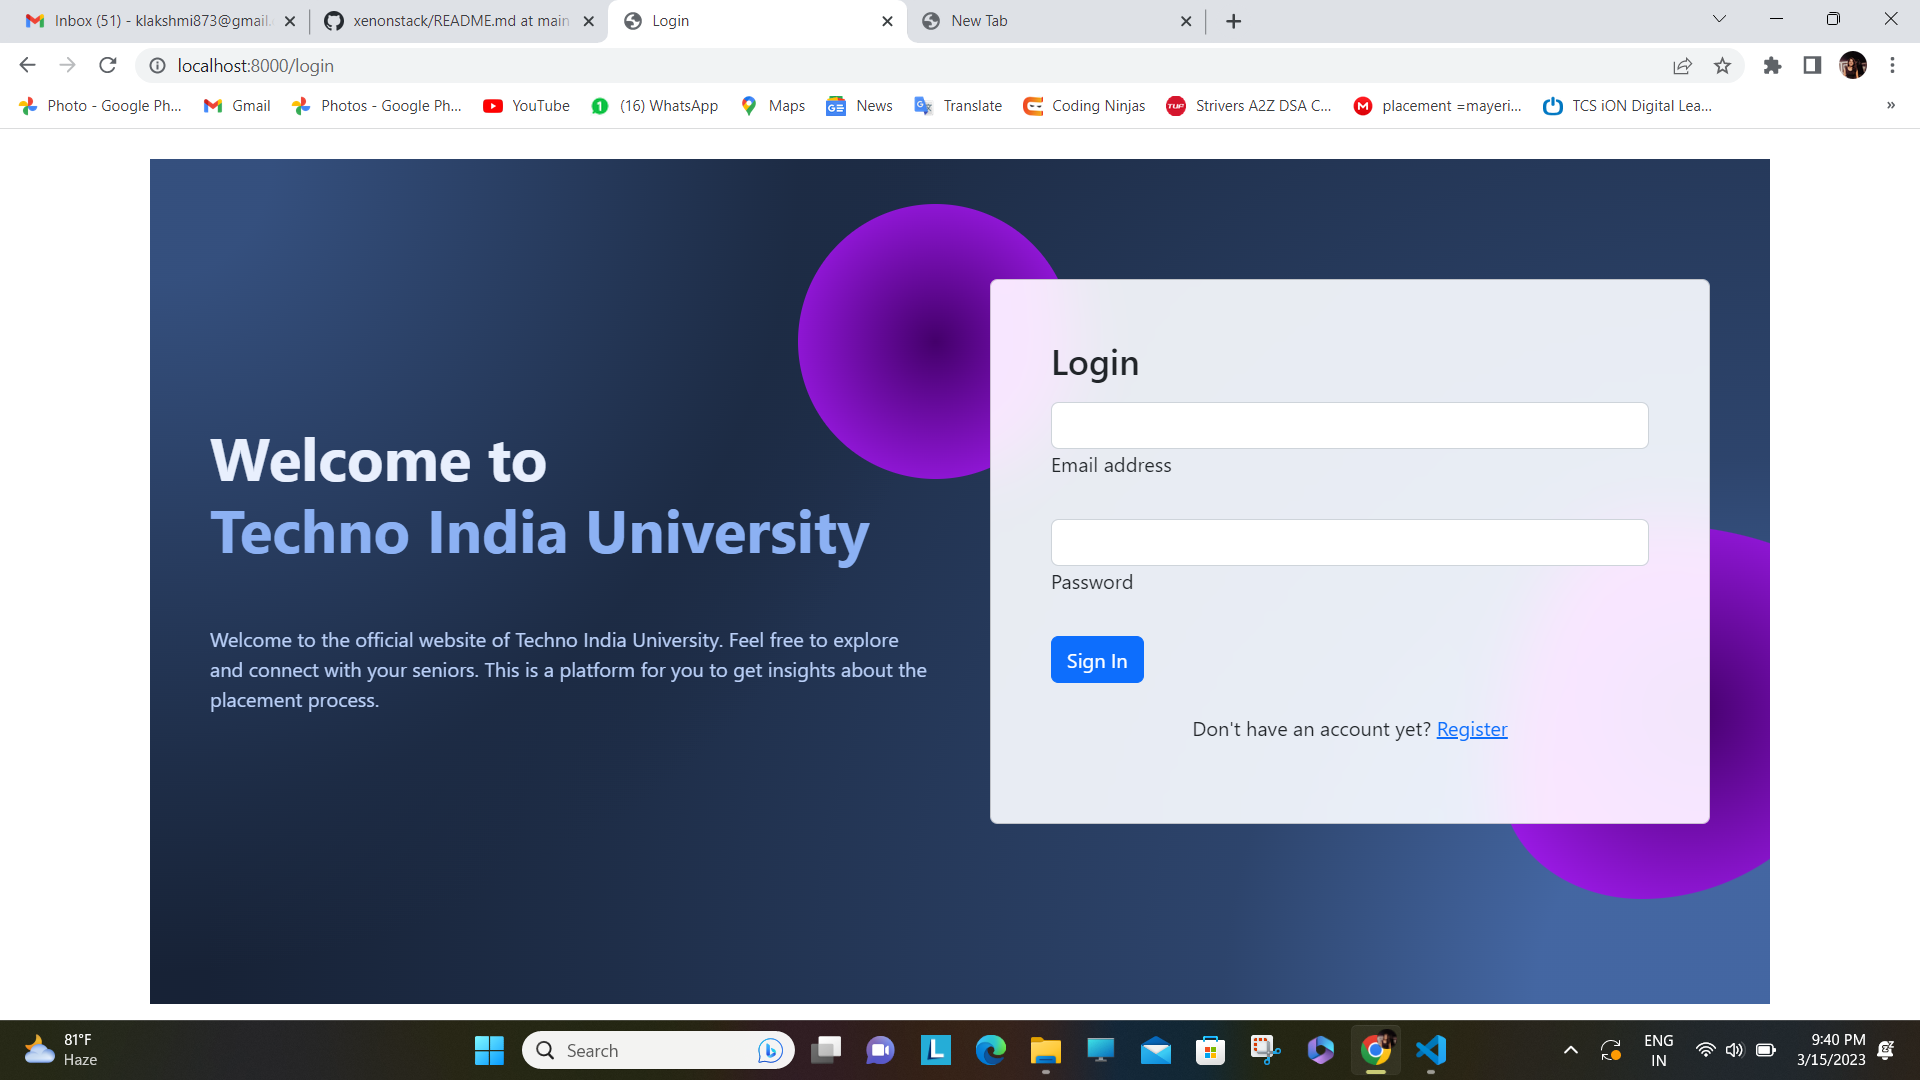 Inbox (51) - klakshmi873@gmail.
xenonstack/README.md at main
Login
New Tab
localhost:8000/login
Photo - Google Ph...
Gmail
Photos - Google Ph...
YouTube
(16) WhatsApp
Maps
News
Translate
Coding Ninjas
Strivers A2Z DSA C...
placement =mayeri...
TCS iON Digital Lea...
»
Welcome to
Techno India University
Welcome to the official website of Techno India University. Feel free to explore
and connect with your seniors. This is a platform for you to get insights about the
placement process.
Login
Email address
Password
Sign In
Don't have an account yet? Register
81°F
Haze
Search
ENG
IN
9:40 PM
3/15/2023